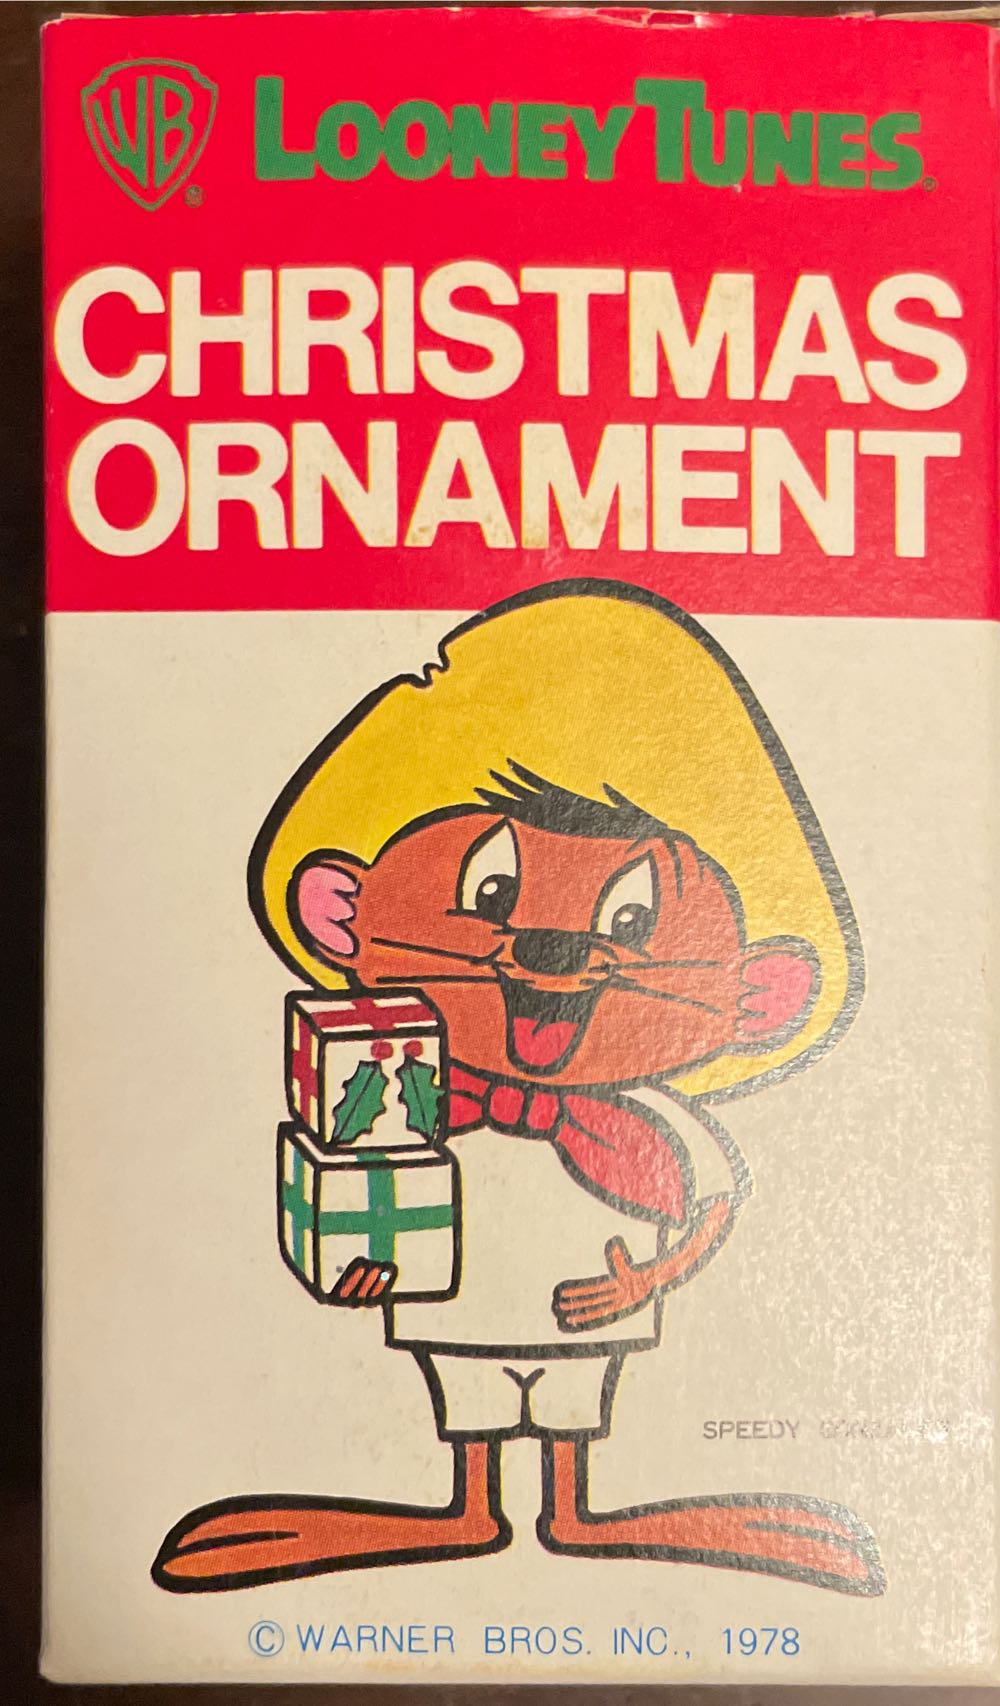 WB ®
LOONEY TUNES ®
CHRISTMAS
ORNAMENT
SPEEDY
© WARNER BROS. INC., 1978